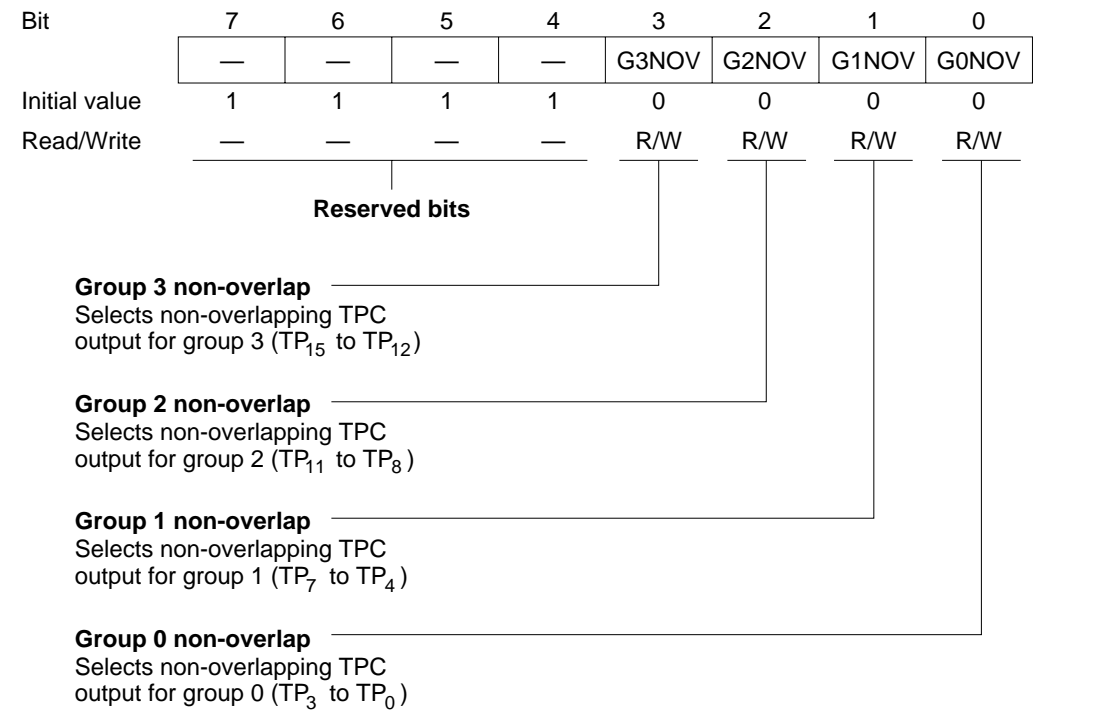 Bit 7 6 5 4 3 2 1 0
— — — — G3NOV G2NOV G1NOV G0NOV
Initial value 1 1 1 1 0 0 0 0
Read/Write — — — — R/W R/W R/W R/W
Reserved bits
Group 3 non-overlap
Selects non-overlapping TPC
output for group 3 (TP15 to TP12)
Group 2 non-overlap
Selects non-overlapping TPC
output for group 2 (TP11 to TP8)
Group 1 non-overlap
Selects non-overlapping TPC
output for group 1 (TP7 to TP4)
Group 0 non-overlap
Selects non-overlapping TPC
output for group 0 (TP3 to TP0)